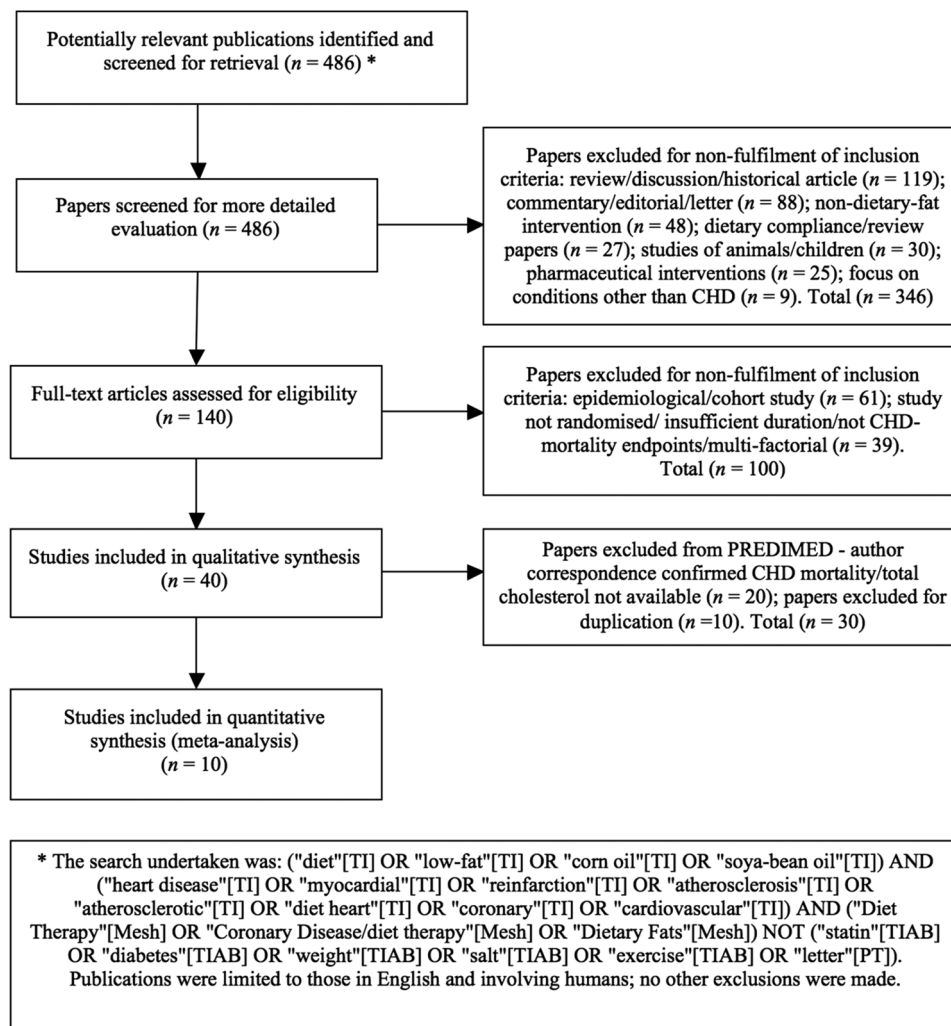 Potentially relevant publications identified and
screened for retrieval (n = 486) *
Papers screened for more detailed
evaluation (n = 486)
Papers excluded for non-fulfilment of inclusion
criteria: review/discussion/historical article (n = 119);
commentary/editorial/letter (n = 88); non-dietary-fat
intervention (n = 48); dietary compliance/review
papers (n = 27); studies of animals/children (n = 30);
pharmaceutical interventions (n = 25); focus on
conditions other than CHD (n = 9). Total (n = 346)
Full-text articles assessed for eligibility
(n = 140)
Papers excluded for non-fulfilment of inclusion
criteria: epidemiological/cohort study (n = 61); study
not randomised/ insufficient duration/not CHD-
mortality endpoints/multi-factorial (n = 39).
Total (n = 100)
Studies included in qualitative synthesis
(n = 40)
Papers excluded from PREDIMED - author
correspondence confirmed CHD mortality/total
cholesterol not available (n = 20); papers excluded for
duplication (n =10). Total (n = 30)
Studies included in quantitative
synthesis (meta-analysis)
(n = 10)
* The search undertaken was: ("diet"[TI] OR "low-fat"[TI] OR "corn oil"[TI] OR "soya-bean oil"[TI]) AND
("heart disease"[TI] OR "myocardial"[TI] OR "reinfarction"[TI] OR "atherosclerosis"[TI] OR
"atherosclerotic"[TI] OR "diet heart"[TI] OR "coronary"[TI] OR "cardiovascular"[TI]) AND ("Diet
Therapy"[Mesh] OR "Coronary Disease/diet therapy"[Mesh] OR "Dietary Fats"[Mesh]) NOT ("statin"[TIAB]
OR "diabetes"[TIAB] OR "weight"[TIAB] OR "salt"[TIAB] OR "exercise"[TIAB] OR "letter"[PT]).
Publications were limited to those in English and involving humans; no other exclusions were made.